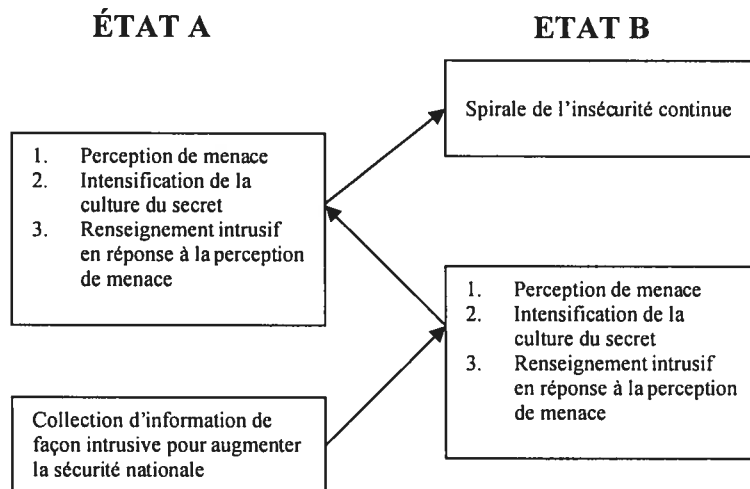 ÉTAT A
ETAT B
Spirale de l'insécurité continue
1. Perception de menace
2. Intensification de la
culture du secret
3. Renseignement intrusif
en réponse à la perception
de menace
1. Perception de menace
2. Intensification de la
culture du secret
3. Renseignement intrusif
en réponse à la perception
de menace
Collection d'information de
façon intrusive pour augmenter
la sécurité nationale